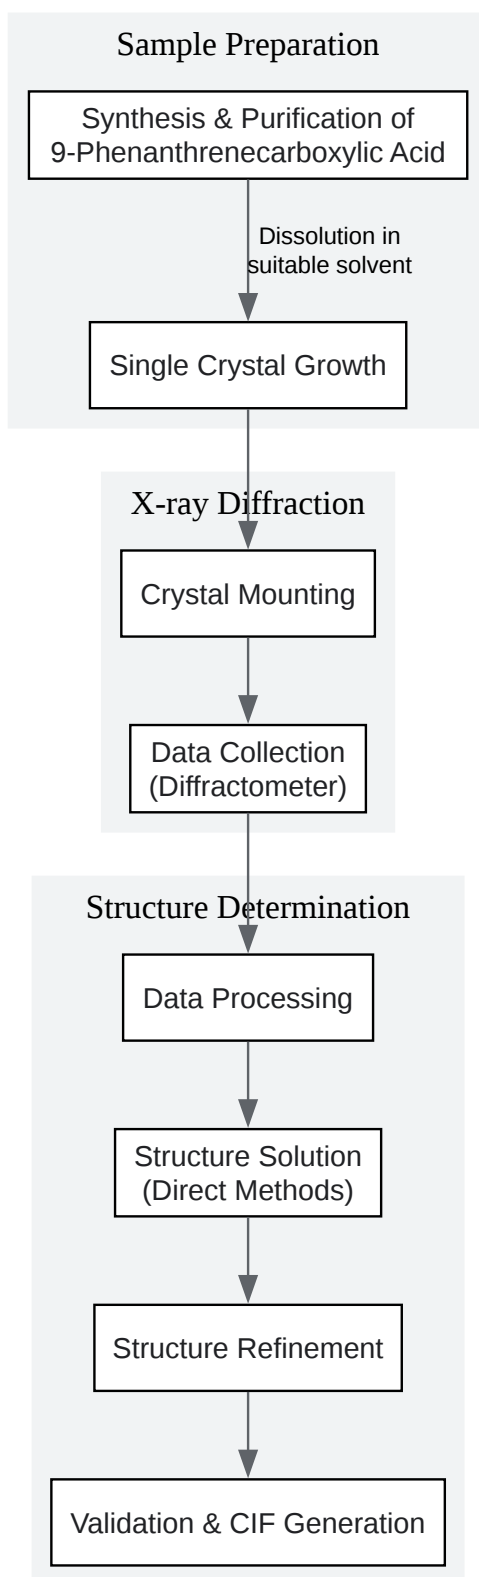 Sample Preparation
Synthesis & Purification of
9-Phenanthrenecarboxylic Acid
Dissolution in
suitable solvent
Single Crystal Growth
X-ray Diffraction
Crystal Mounting
Data Collection
(Diffractometer)
Structure Determination
Data Processing
Structure Solution
(Direct Methods)
Structure Refinement
Validation & CIF Generation